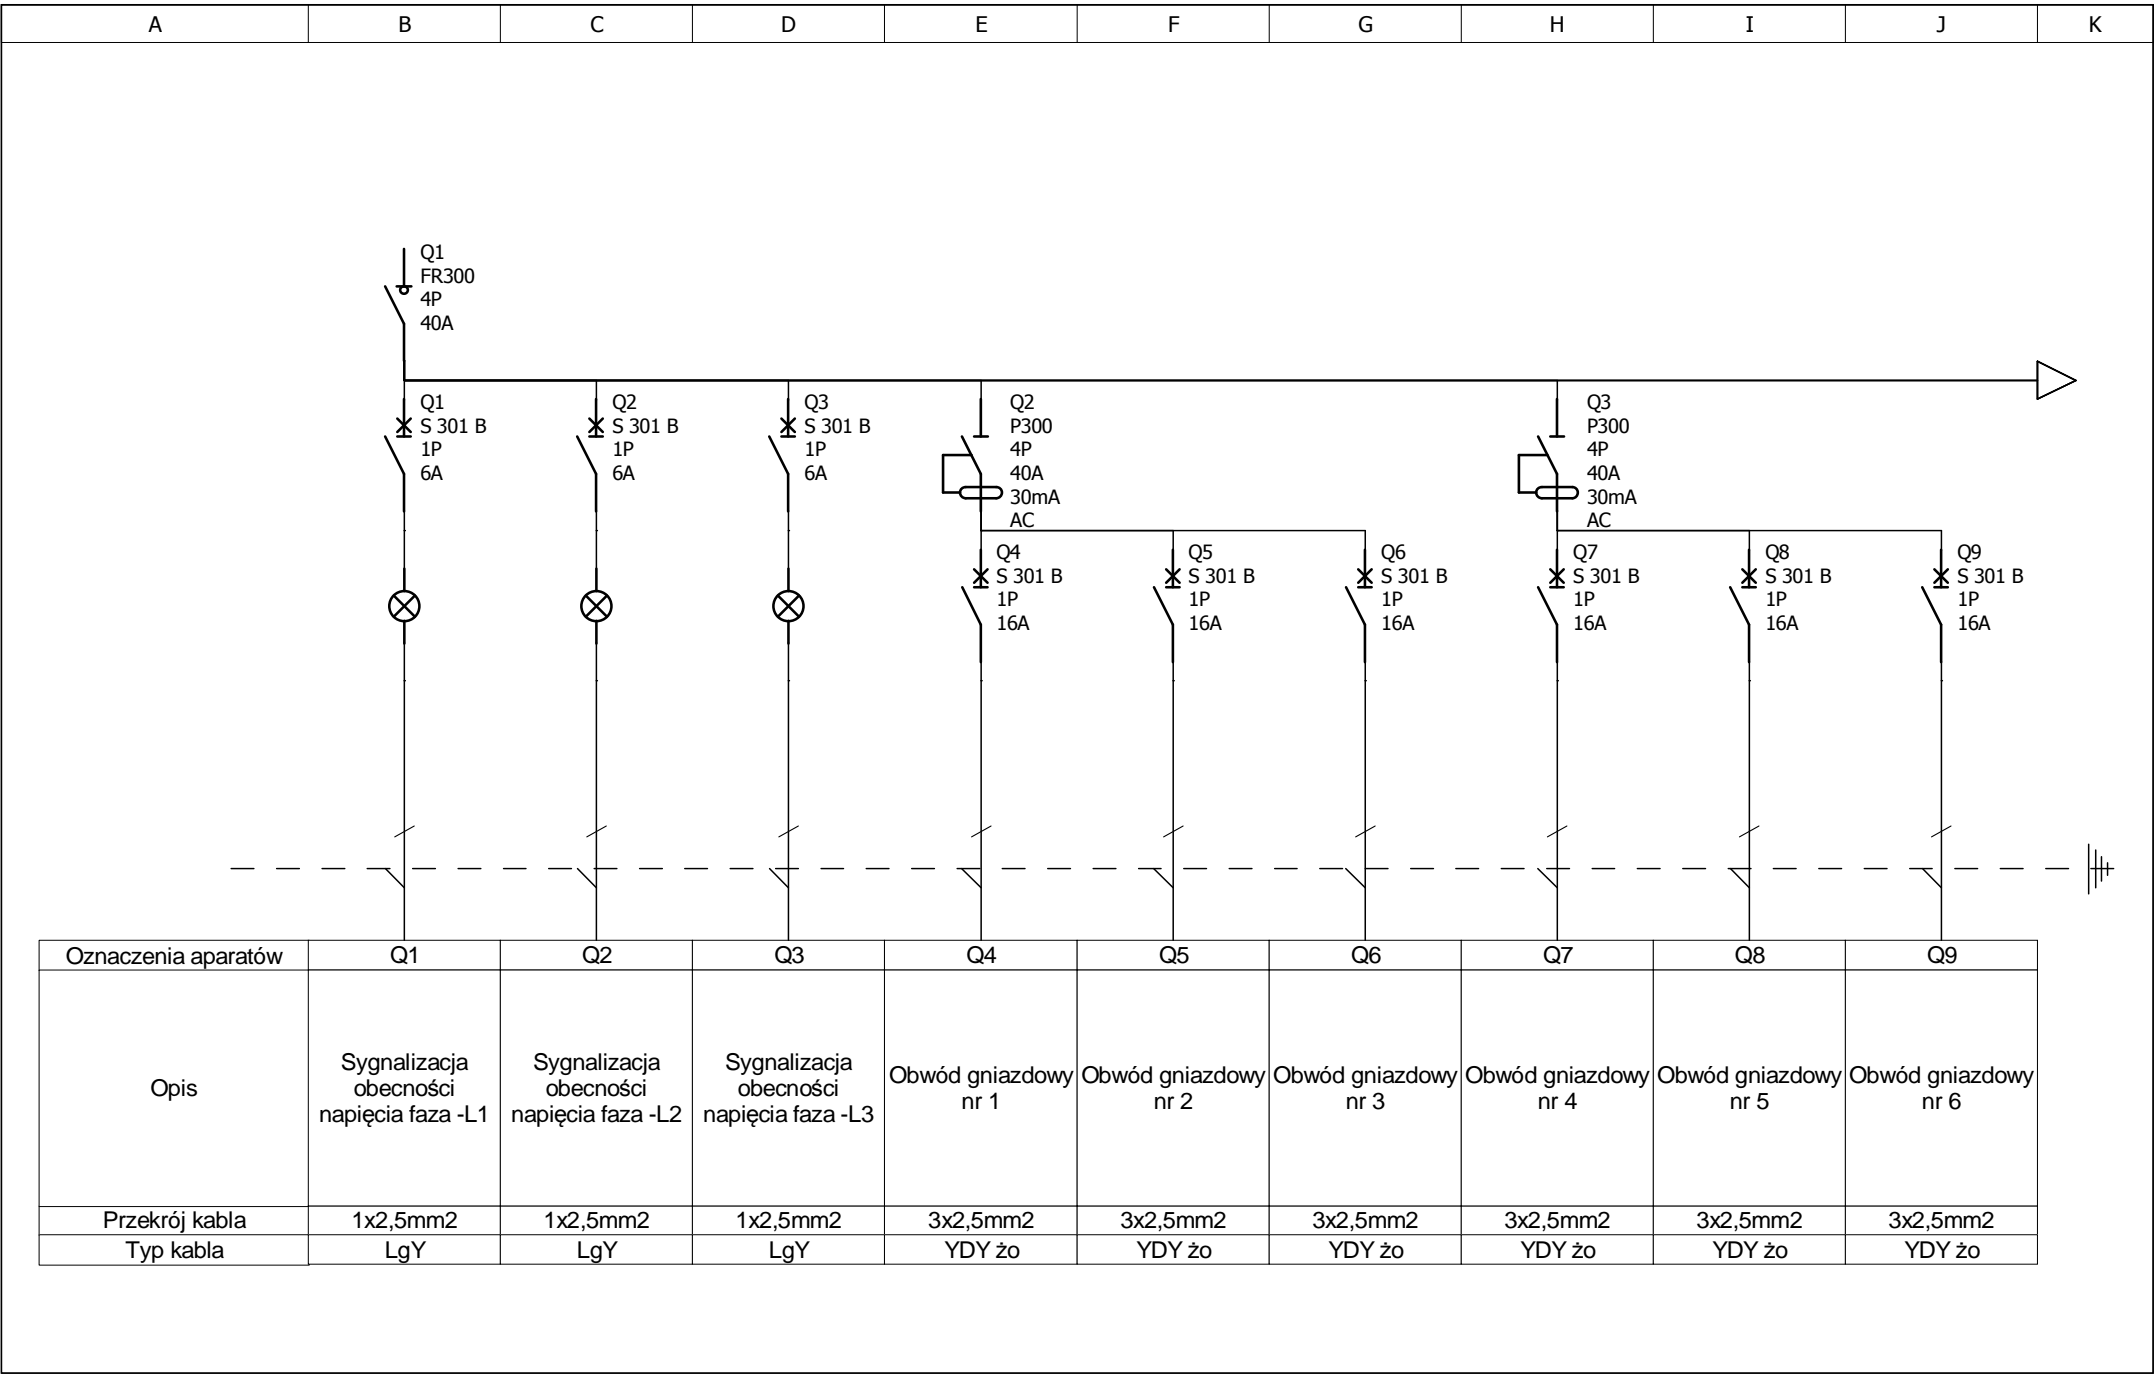 A B C D E F G H I J K
Q1
FR300
4P
40A
Q1
S 301 B
1P
6A
Q2
S 301 B
1P
6A
Q3
S 301 B
1P
6A
Q2
P300
4P
40A
30mA
AC
Q3
P300
4P
40A
30mA
AC
Q4
S 301 B
1P
16A
Q5
S 301 B
1P
16A
Q6
S 301 B
1P
16A
Q7
S 301 B
1P
16A
Q8
S 301 B
1P
16A
Q9
S 301 B
1P
16A
Oznaczenia aparatów Q1 Q2 Q3 Q4 Q5 Q6 Q7 Q8 Q9
Opis
Sygnalizacja
obecności
napięcia faza -L1
Sygnalizacja
obecności
napięcia faza -L2
Sygnalizacja
obecności
napięcia faza -L3
Obwód gniazdowy
nr 1
Obwód gniazdowy
nr 2
Obwód gniazdowy
nr 3
Obwód gniazdowy
nr 4
Obwód gniazdowy
nr 5
Obwód gniazdowy
nr 6
Przekrój kabla 1x2,5mm2 1x2,5mm2 1x2,5mm2 3x2,5mm2 3x2,5mm2 3x2,5mm2 3x2,5mm2 3x2,5mm2 3x2,5mm2
Typ kabla LgY LgY LgY YDY żo YDY żo YDY żo YDY żo YDY żo YDY żo